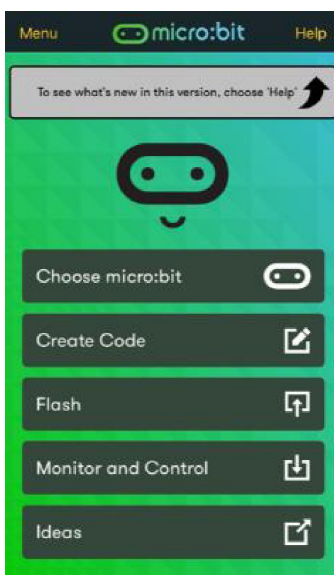 Menu micro:bit Help
To see what's new in this version, choose 'Help'
Choose micro:bit
Create Code
Flash
Monitor and Control
Ideas